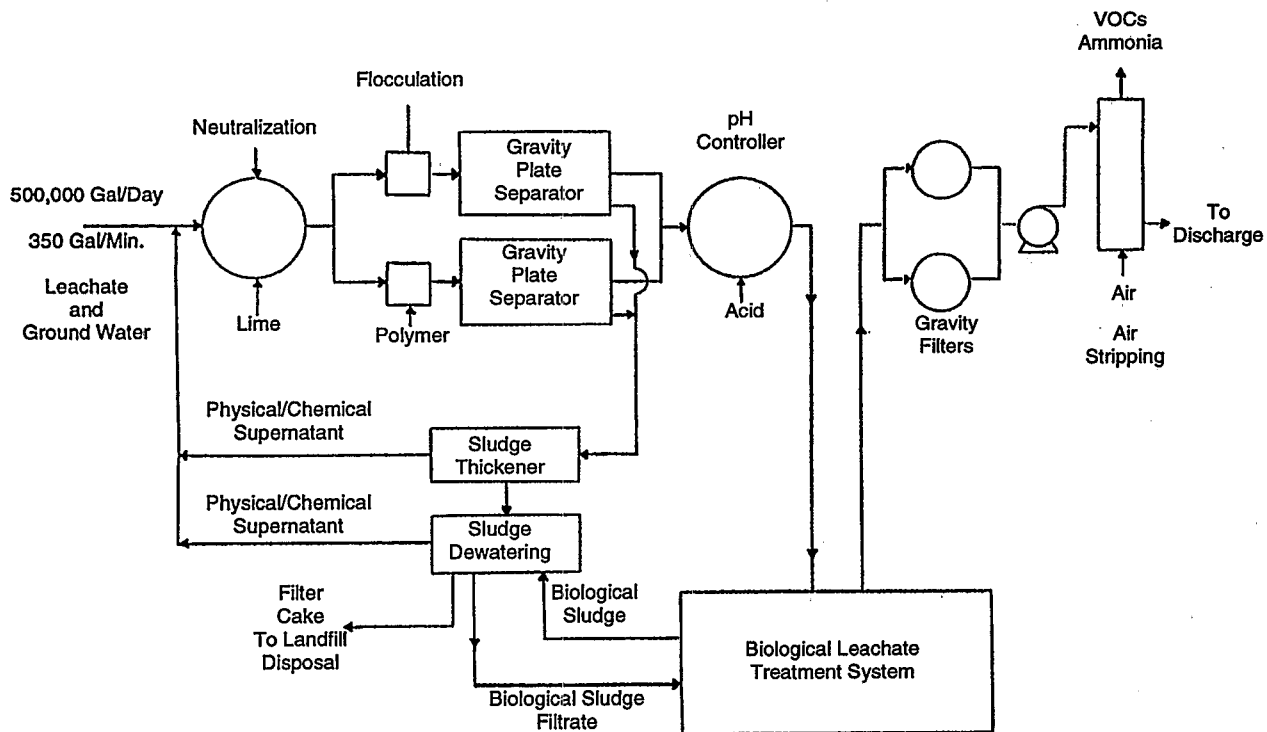 VOCs
Ammonia
Flocculation
Neutralization
pH
Controller
Gravity
Plate
Separator
500,000 Gal/Day
350 Gal/Min.
Leachate
and
Ground Water
Lime
Polymer
Gravity
Plate
Separator
Acid
Gravity
Filters
To
Discharge
Air
Air
Stripping
Physical/Chemical
Supernatant
Sludge
Thickener
Physical/Chemical
Supernatant
Sludge
Dewatering
Filter
Cake
To Landfill
Disposal
Biological
Sludge
Biological Sludge
Filtrate
Biological Leachate
Treatment System